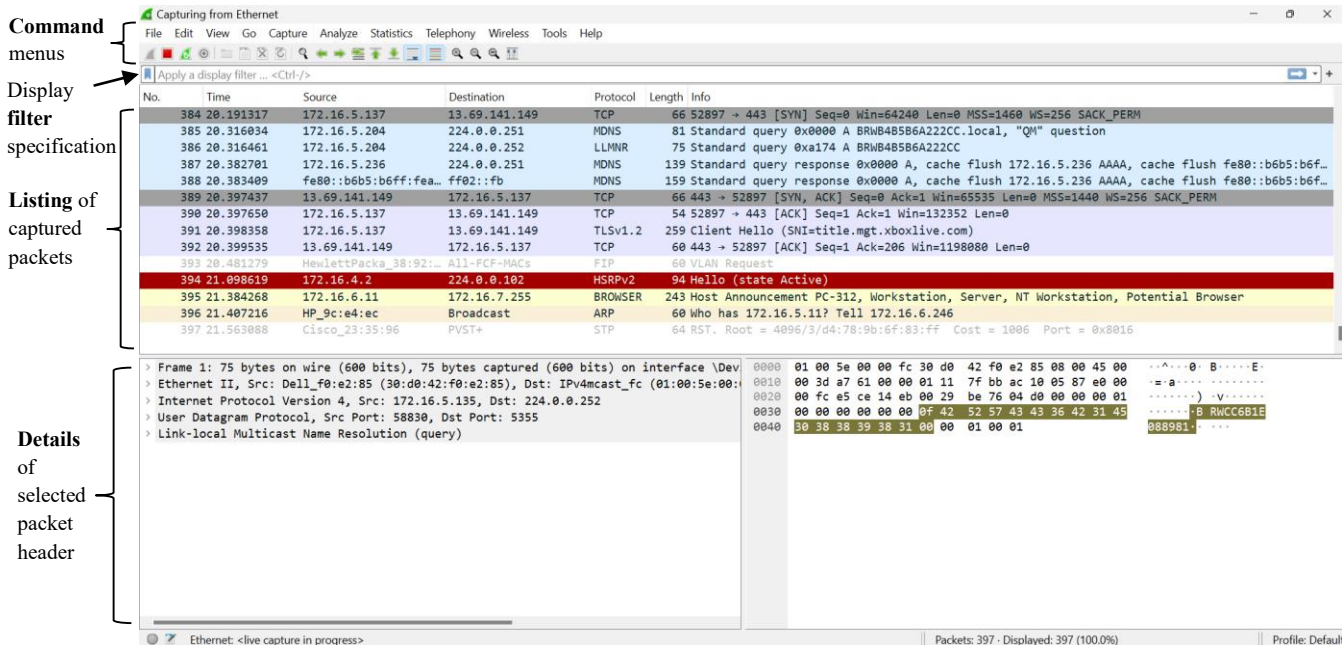 Capturing from Ethernet
File Edit View Go Capture Analyze Statistics Telephony Wireless Tools Help
Command
menus
Apply a display filter ... <Ctrl-/>
Display
filter
specification
Listing of
captured
packets
No. Time Source Destination Protocol Length Info
384 20.191317 172.16.5.137 13.69.141.149 TCP 66 52897 → 443 [SYN] Seq=0 Win=64240 Len=0 MSS=1460 WS=256 SACK_PERM
385 20.316034 172.16.5.204 224.0.0.251 MDNS 81 Standard query 0x0000 A BRWB4B5B6A222CC.local, "QM" question
386 20.316461 172.16.5.204 224.0.0.252 LLMNR 75 Standard query 0xa174 A BRWB4B5B6A222CC
387 20.382701 172.16.5.236 224.0.0.251 MDNS 139 Standard query response 0x0000 A, cache flush 172.16.5.236 AAAA, cache flush fe80::b6b5:b6f…
388 20.383409 fe80::b6b5:b6ff:fea… ff02::fb MDNS 159 Standard query response 0x0000 A, cache flush 172.16.5.236 AAAA, cache flush fe80::b6b5:b6f…
389 20.397437 13.69.141.149 172.16.5.137 TCP 66 443 → 52897 [SYN, ACK] Seq=0 Ack=1 Win=65535 Len=0 MSS=1440 WS=256 SACK_PERM
390 20.397650 172.16.5.137 13.69.141.149 TCP 54 52897 → 443 [ACK] Seq=1 Ack=1 Win=132352 Len=0
391 20.398358 172.16.5.137 13.69.141.149 TLSv1.2 259 Client Hello (SNI=title.mgt.xboxlive.com)
392 20.399535 13.69.141.149 172.16.5.137 TCP 60 443 → 52897 [ACK] Seq=1 Ack=206 Win=1198080 Len=0
393 20.481279 HewlettPacka_38:92:… All-FCF-MACs FIP 60 VLAN Request
394 21.098619 172.16.4.2 224.0.0.102 HSRPv2 94 Hello (state Active)
395 21.384268 172.16.6.11 172.16.7.255 BROWSER 243 Host Announcement PC-312, Workstation, Server, NT Workstation, Potential Browser
396 21.407216 HP_9c:e4:ec Broadcast ARP 60 Who has 172.16.5.11? Tell 172.16.6.246
397 21.563088 Cisco_23:35:96 PVST+ STP 64 RST. Root = 4096/3/d4:78:9b:6f:83:ff Cost = 1006 Port = 0x8016
Details
of
selected
packet
header
Frame 1: 75 bytes on wire (600 bits), 75 bytes captured (600 bits) on interface \Dev
Ethernet II, Src: Dell_f0:e2:85 (30:d0:42:f0:e2:85), Dst: IPv4mcast_fc (01:00:5e:00:
Internet Protocol Version 4, Src: 172.16.5.135, Dst: 224.0.0.252
User Datagram Protocol, Src Port: 58830, Dst Port: 5355
Link-local Multicast Name Resolution (query)
0000 01 00 5e 00 00 fc 30 d0 42 f0 e2 85 08 00 45 00 ··^···0· B·····E·
0010 00 3d a7 61 00 00 01 11 7f bb ac 10 05 87 e0 00 ·=·a···· ········
0020 00 fc e5 ce 14 eb 00 29 be 76 04 d0 00 00 00 01 ·······) ·v······
0030 00 00 00 00 00 00 0f 42 52 57 43 43 36 42 31 45 ·······B RWCC6B1E
0040 30 38 38 39 38 31 00 00 01 00 01 088981·· ···
Ethernet: <live capture in progress> Packets: 397 · Displayed: 397 (100.0%) Profile: Default